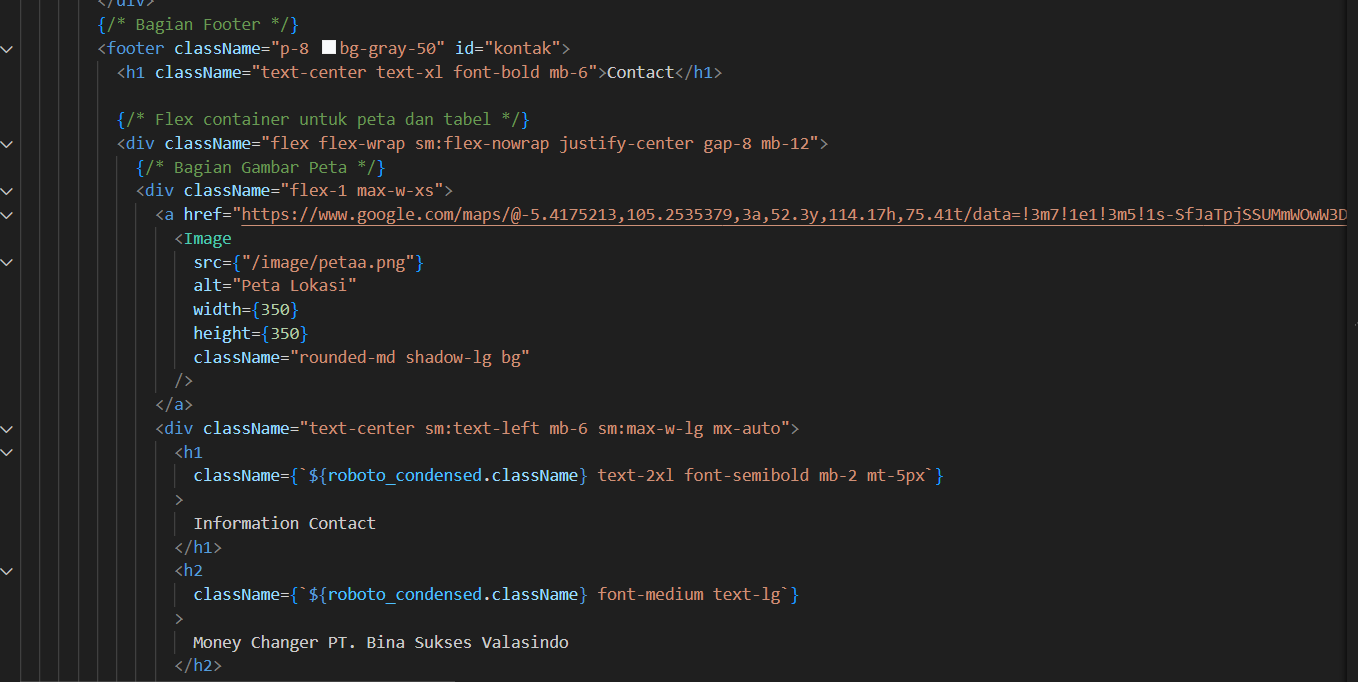 </div>
{/* Bagian Footer */}
<footer className="p-8 bg-gray-50" id="kontak">
<h1 className="text-center text-xl font-bold mb-6">Contact</h1>
{/* Flex container untuk peta dan tabel */}
<div className="flex flex-wrap sm:flex-nowrap justify-center gap-8 mb-12">
{/* Bagian Gambar Peta */}
<div className="flex-1 max-w-xs">
<a href="https://www.google.com/maps/@-5.4175213,105.2535379,3a,52.3y,114.17h,75.41t/data=!3m7!1e1!3m5!1s-SfJaTpjSSUMmWOwW3D
<Image
src={"/image/petaa.png"}
alt="Peta Lokasi"
width={350}
height={350}
className="rounded-md shadow-lg bg"
/>
</a>
<div className="text-center sm:text-left mb-6 sm:max-w-lg mx-auto">
<h1
className={`${roboto_condensed.className} text-2xl font-semibold mb-2 mt-5px`}
>
Information Contact
</h1>
<h2
className={`${roboto_condensed.className} font-medium text-lg`}
>
Money Changer PT. Bina Sukses Valasindo
</h2>